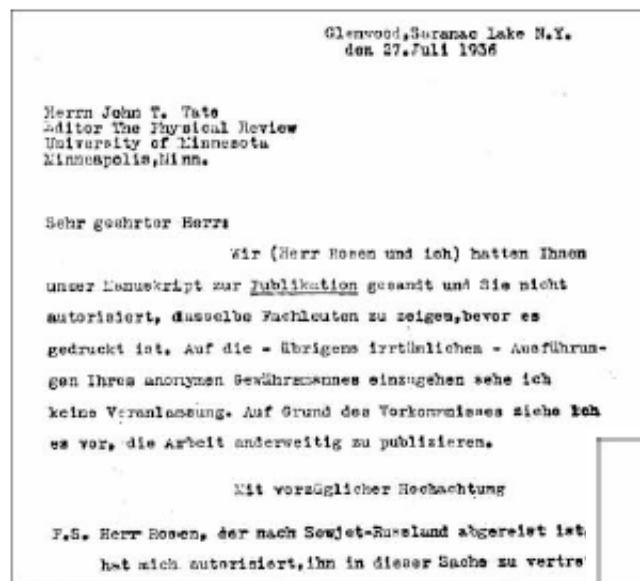 Glenwood,Saranac Lake N.Y.
den 27.Juli 1936
Herrn John T. Tate
Editor The Physical Review
University of Minnesota
Minneapolis,Minn.
Sehr geehrter Herr:
Wir (Herr Rosen und ich) hatten Ihnen
unser Manuskript zur Publikation gesandt und Sie nicht
autorisiert, dasselbe Fachleuten zu zeigen,bevor es
gedruckt ist. Auf die - übrigens irrtümlichen - Ausführun-
gen Ihres anonymen Gewährsmannes einzugehen sehe ich
keine Veranlassung. Auf Grund des Vorkommnisses ziehe ich
es vor, die Arbeit anderweitig zu publizieren.
Mit vorzüglicher Hochachtung
P.S. Herr Rosen, der nach Sowjet-Russland abgereist ist,
hat mich autorisiert,ihn in dieser Sache zu vertre